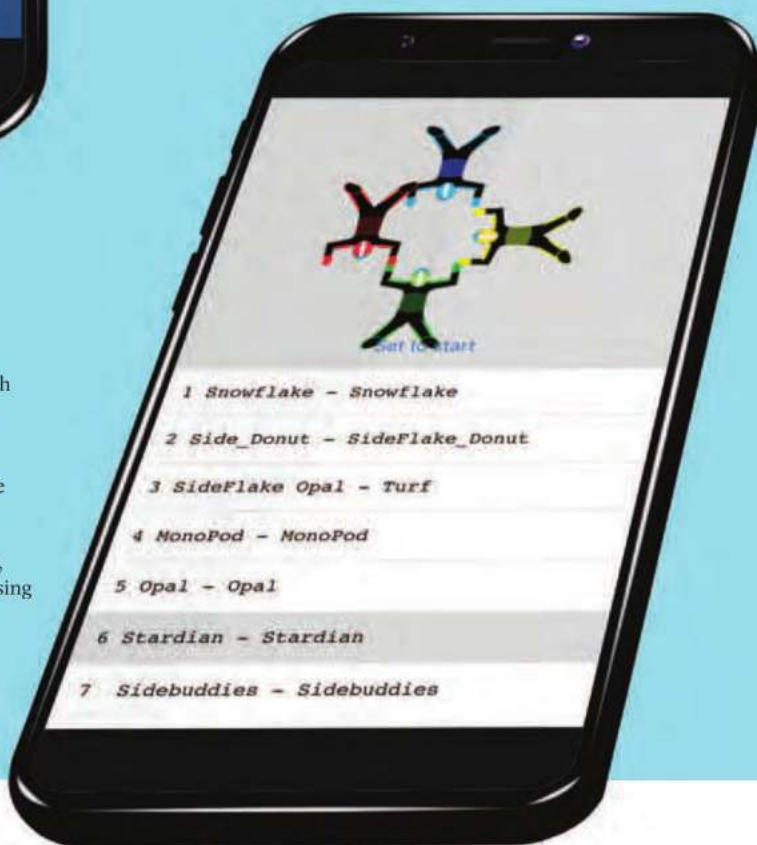 h
e
,
sing
Set to start
1 Snowflake - Snowflake
2 Side_Donut - SideFlake_Donut
3 SideFlake Opal - Turf
4 MonoPod - MonoPod
5 Opal - Opal
6 Stardian - Stardian
7 Sidebuddies - Sidebuddies